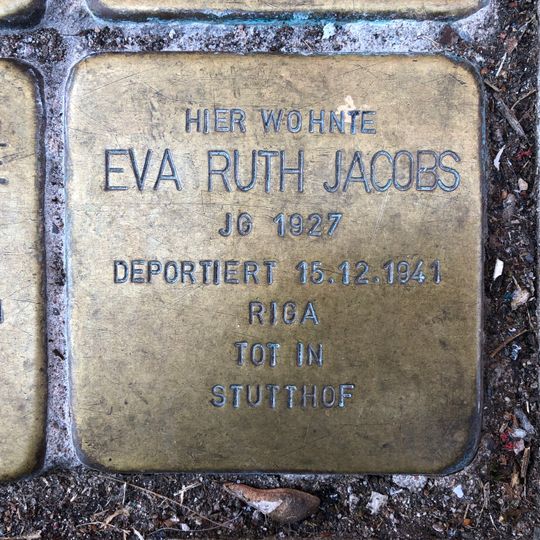 HIER WOHNTE
EVA RUTH JACOBS
JG 1927
DEPORTIERT 15.12.1941
RIGA
TOT IN
STUTTHOF